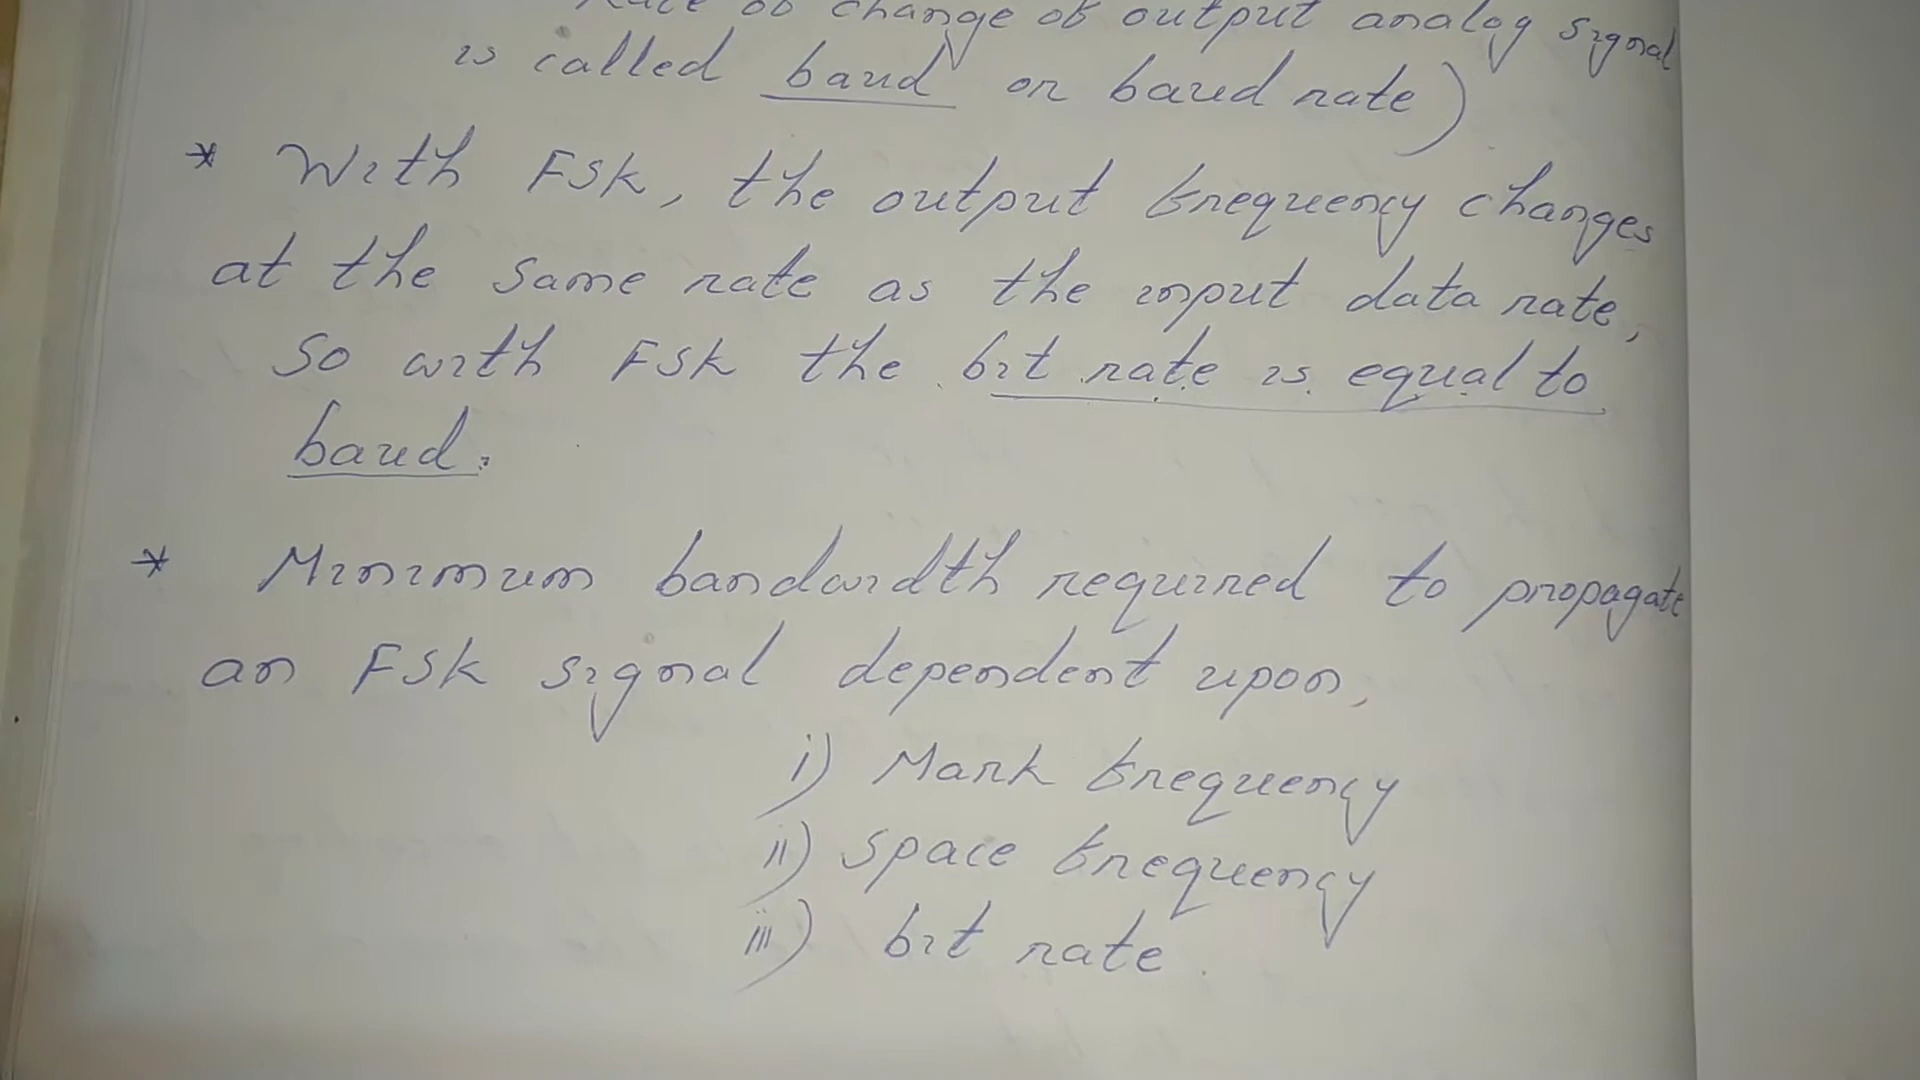 Rate of change of output analog signal
is called baud or baud rate)
* With FSK, the output frequency changes
at the same rate as the input data rate,
So with FSK the bit rate is equal to
baud.
* Minimum bandwidth required to propagate
an FSK signal dependent upon,
i) Mark frequency
ii) Space frequency
iii) bit rate.